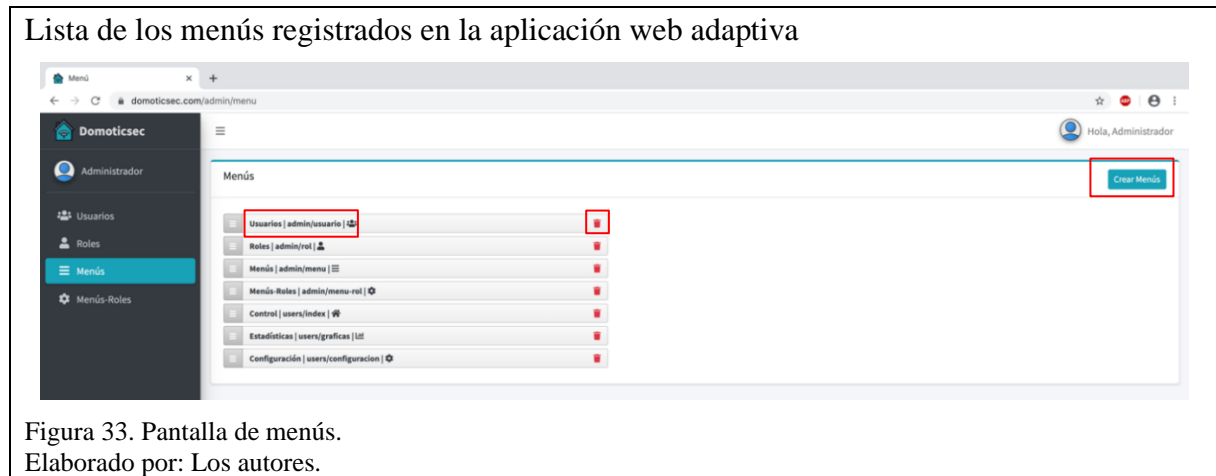 Lista de los menús registrados en la aplicación web adaptiva
Menú
domoticsec.com/admin/menu
ABP
Domoticsec
Hola, Administrador
Administrador
Menús
Crear Menús
Usuarios
Roles
Menús
Menús-Roles
Usuarios | admin/usuario |
Roles | admin/rol |
Menús | admin/menu |
Menús-Roles | admin/menu-rol |
Control | users/index |
Estadísticas | users/graficas |
Configuración | users/configuracion |
Figura 33. Pantalla de menús.
Elaborado por: Los autores.